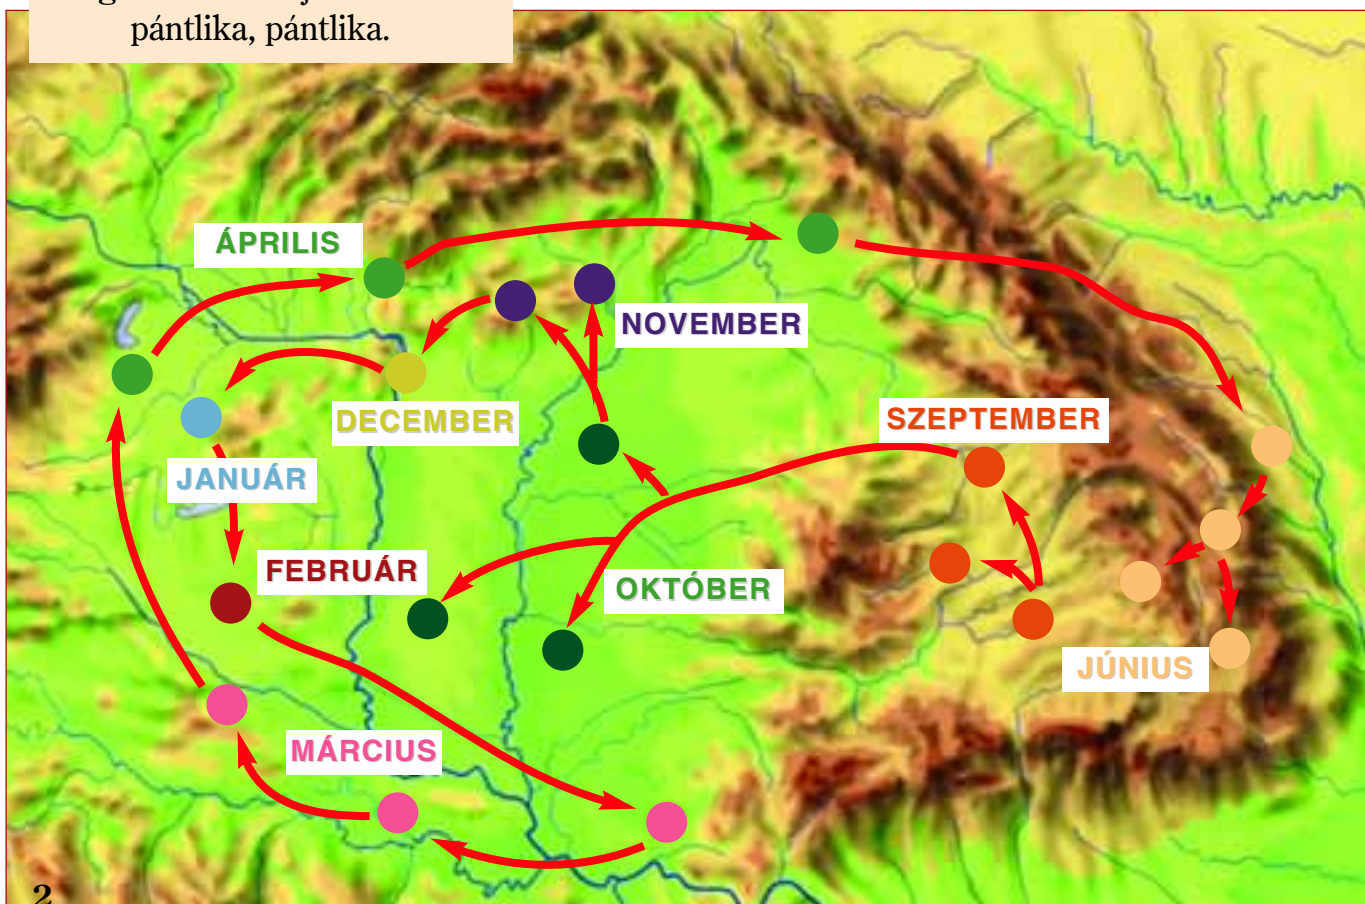 pántlika, pántlika.
ÁPRILIS
NOVEMBER
DECEMBER
SZEPTEMBER
JANUÁR
FEBRUÁR
OKTÓBER
JÚNIUS
MÁRCIUS
2